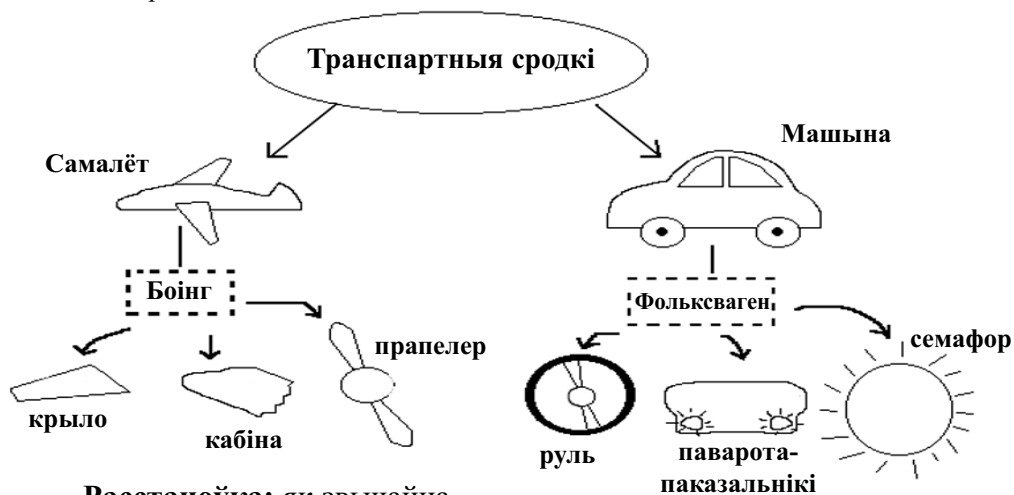 Транспартныя сродкі
Самалёт
Машына
Боінг
Фольксваген
прапелер
семафор
крыло
кабіна
руль
паварота-
паказальнікі